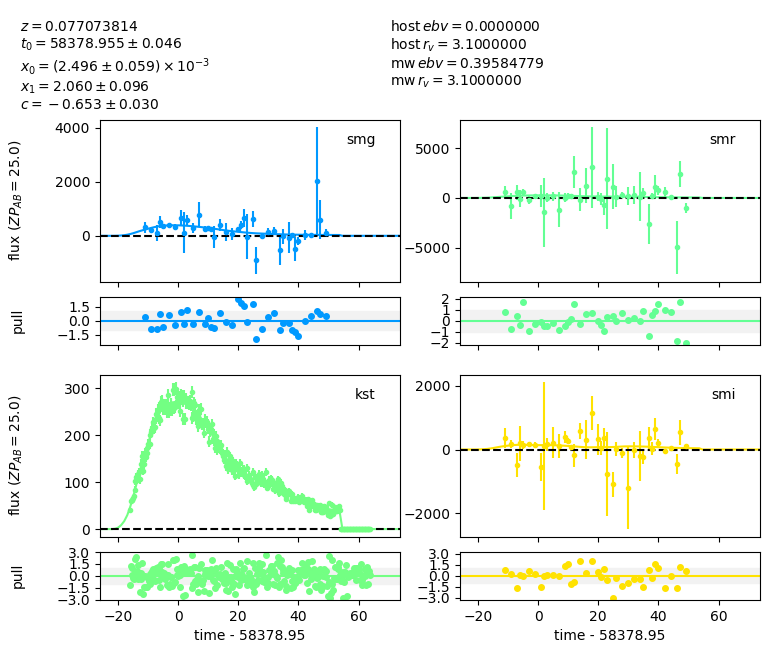 z = 0.077073814
t₀ = 58378.955 ± 0.046
x₀ = (2.496 ± 0.059) × 10⁻³
x₁ = 2.060 ± 0.096
c = −0.653 ± 0.030
host ebv = 0.0000000
host r_v = 3.1000000
mw ebv = 0.39584779
mw r_v = 3.1000000
flux (ZP_AB = 25.0)
4000
2000
0
smg
5000
0
−5000
smr
pull
1.5
0.0
−1.5
2
1
0
−1
−2
flux (ZP_AB = 25.0)
300
200
100
0
kst
2000
0
−2000
smi
pull
3.0
1.5
0.0
−1.5
−3.0
3.0
1.5
0.0
−1.5
−3.0
−20 0 20 40 60
−20 0 20 40 60
time - 58378.95
time - 58378.95